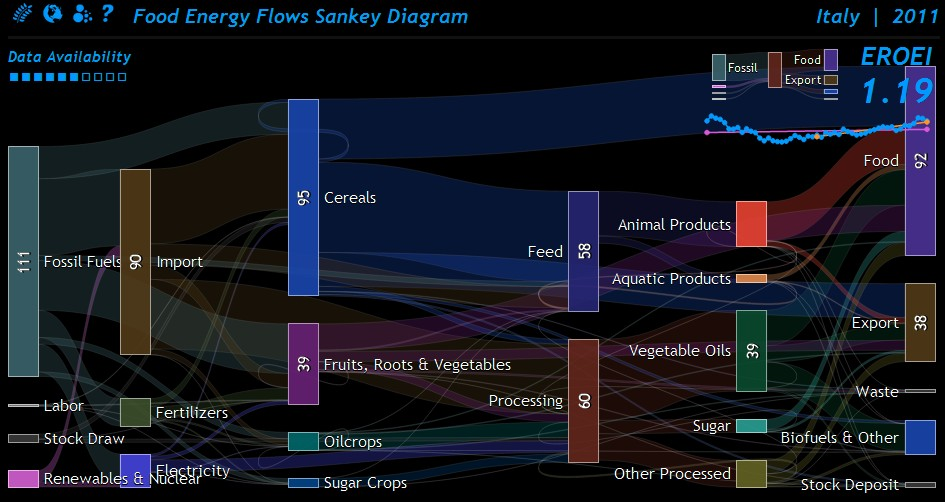 ? Food Energy Flows Sankey Diagram Italy | 2011
Data Availability
EROEI
1.19
Fossil
Food
Export
111
Fossil Fuels
Labor
Stock Draw
Renewables & Nuclear
90
Import
Fertilizers
Electricity
95
Cereals
39
Fruits, Roots & Vegetables
Oilcrops
Sugar Crops
Feed
58
Processing
60
Animal Products
Aquatic Products
Vegetable Oils
39
Sugar
Other Processed
Food
92
Export
38
Waste
Biofuels & Other
Stock Deposit